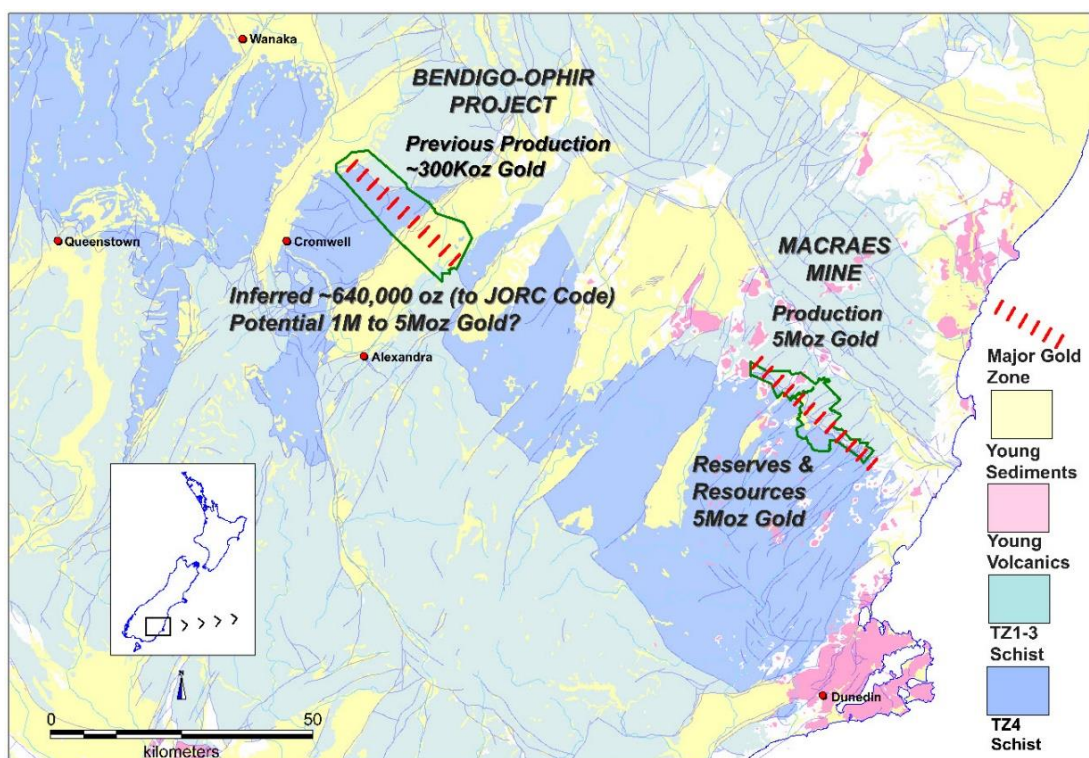 Wanaka
BENDIGO-OPHIR
PROJECT
Previous Production
~300Koz Gold
Queenstown
Cromwell
MACRAES
MINE
Inferred ~640,000 oz (to JORC Code)
Potential 1M to 5Moz Gold?
Production
5Moz Gold
Alexandra
Reserves &
Resources
5Moz Gold
Dunedin
Major Gold
Zone
Young
Sediments
Young
Volcanics
TZ1-3
Schist
TZ4
Schist
N
0 50
kilometers